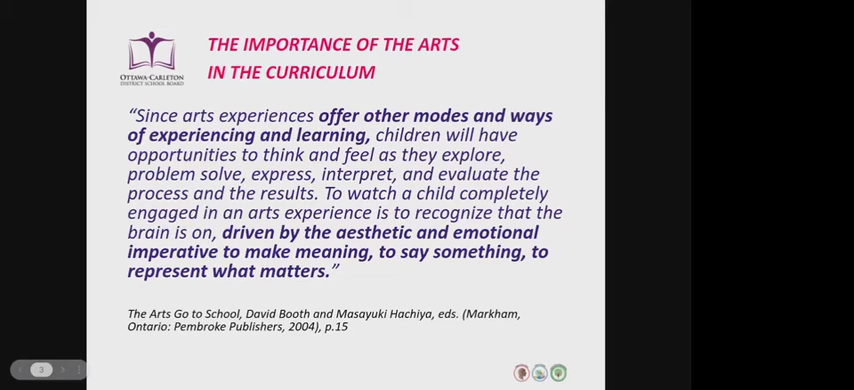 OTTAWA-CARLETON
DISTRICT SCHOOL BOARD
THE IMPORTANCE OF THE ARTS
IN THE CURRICULUM
“Since arts experiences offer other modes and ways
of experiencing and learning, children will have
opportunities to think and feel as they explore,
problem solve, express, interpret, and evaluate the
process and the results. To watch a child completely
engaged in an arts experience is to recognize that the
brain is on, driven by the aesthetic and emotional
imperative to make meaning, to say something, to
represent what matters.”
The Arts Go to School, David Booth and Masayuki Hachiya, eds. (Markham,
Ontario: Pembroke Publishers, 2004), p.15
3